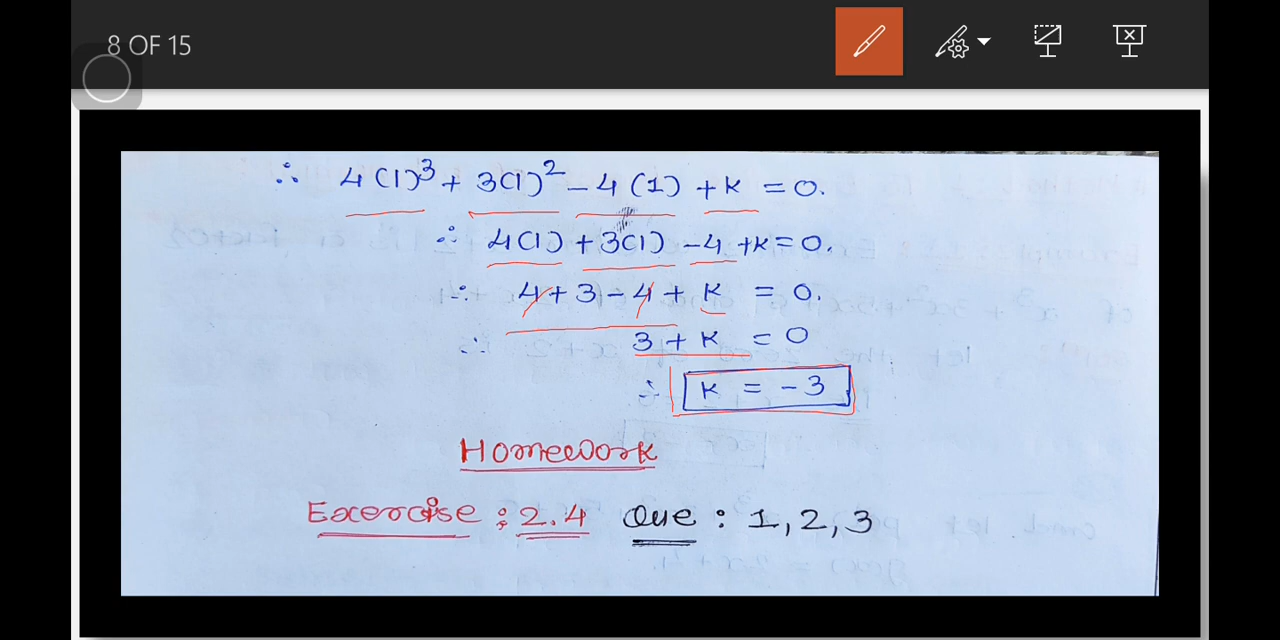 8 OF 15
∴ 4(1)³ + 3(1)² - 4(1) + k = 0.
∴ 4(1) + 3(1) - 4 + k = 0.
∴ 4 + 3 - 4 + k = 0.
∴ 3 + k = 0
∴ k = -3
Homework
Exercise : 2.4 Que : 1, 2, 3